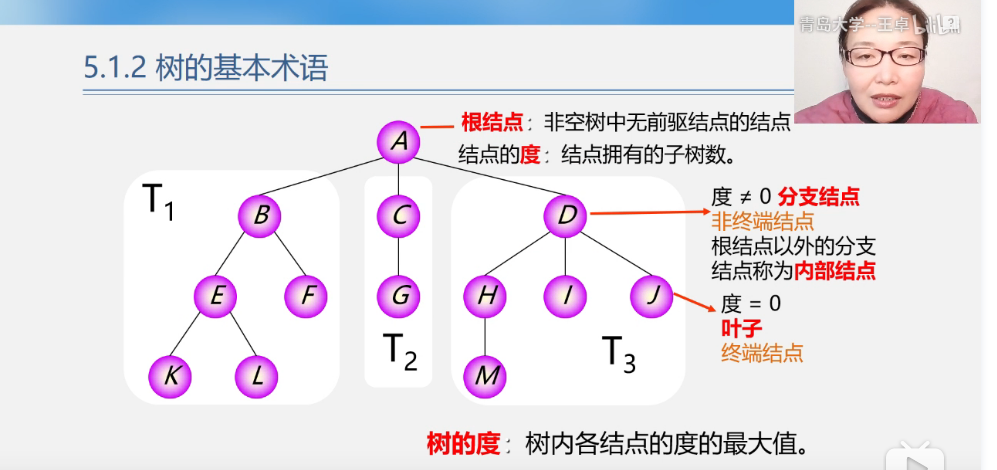 青岛大学--王卓
5.1.2 树的基本术语
A
根结点：非空树中无前驱结点的结点
结点的度：结点拥有的子树数。
T1
B
C
D
度 ≠ 0 分支结点
非终端结点
根结点以外的分支
结点称为内部结点
E
F
G
H
I
J
度 = 0
叶子
终端结点
T2
T3
K
L
M
树的度：树内各结点的度的最大值。